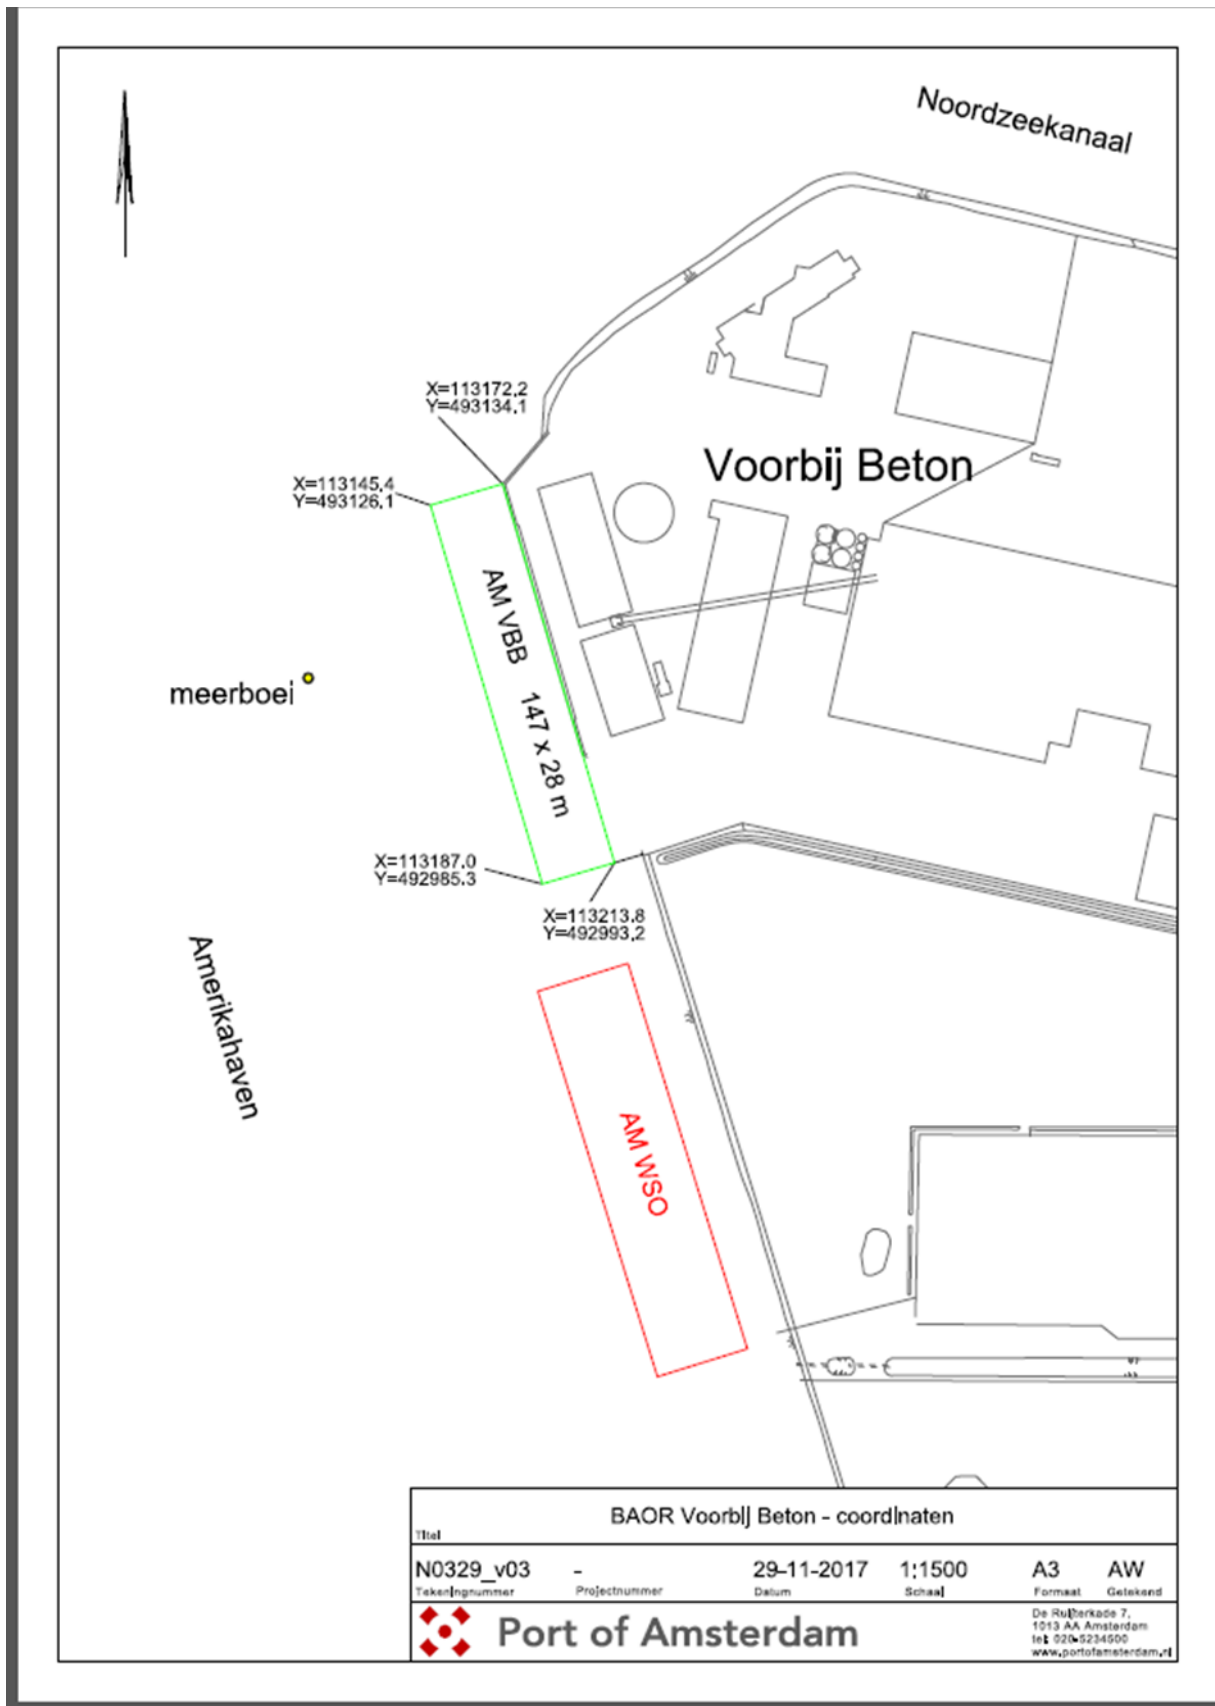 Noordzeekanaal
X=113172.2
Y=493134.1
Voorbij Beton
X=113145.4
Y=493126.1
AM VBB 147 x 28 m
meerboei
X=113187.0
Y=492985.3
X=113213.8
Y=492993.2
Amerikahaven
AM WSO
BAOR Voorbij Beton - coordinaten
Titel
N0329_v03 - 29-11-2017 1:1500 A3 AW
Tekeningnummer Projectnummer Datum Schaal Formaat Getekend
Port of Amsterdam
De Ruijterkade 7,
1013 AA Amsterdam
tel: 020-5234500
www.portofamsterdam.nl